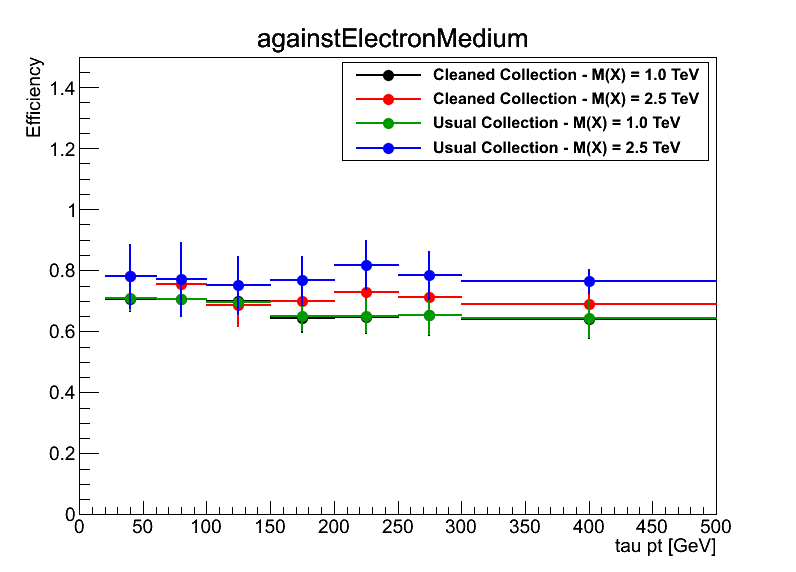 againstElectronMedium
Efficiency
Cleaned Collection - M(X) = 1.0 TeV
Cleaned Collection - M(X) = 2.5 TeV
Usual Collection - M(X) = 1.0 TeV
Usual Collection - M(X) = 2.5 TeV
1.4
1.2
1
0.8
0.6
0.4
0.2
0
0 50 100 150 200 250 300 350 400 450 500
tau pt [GeV]